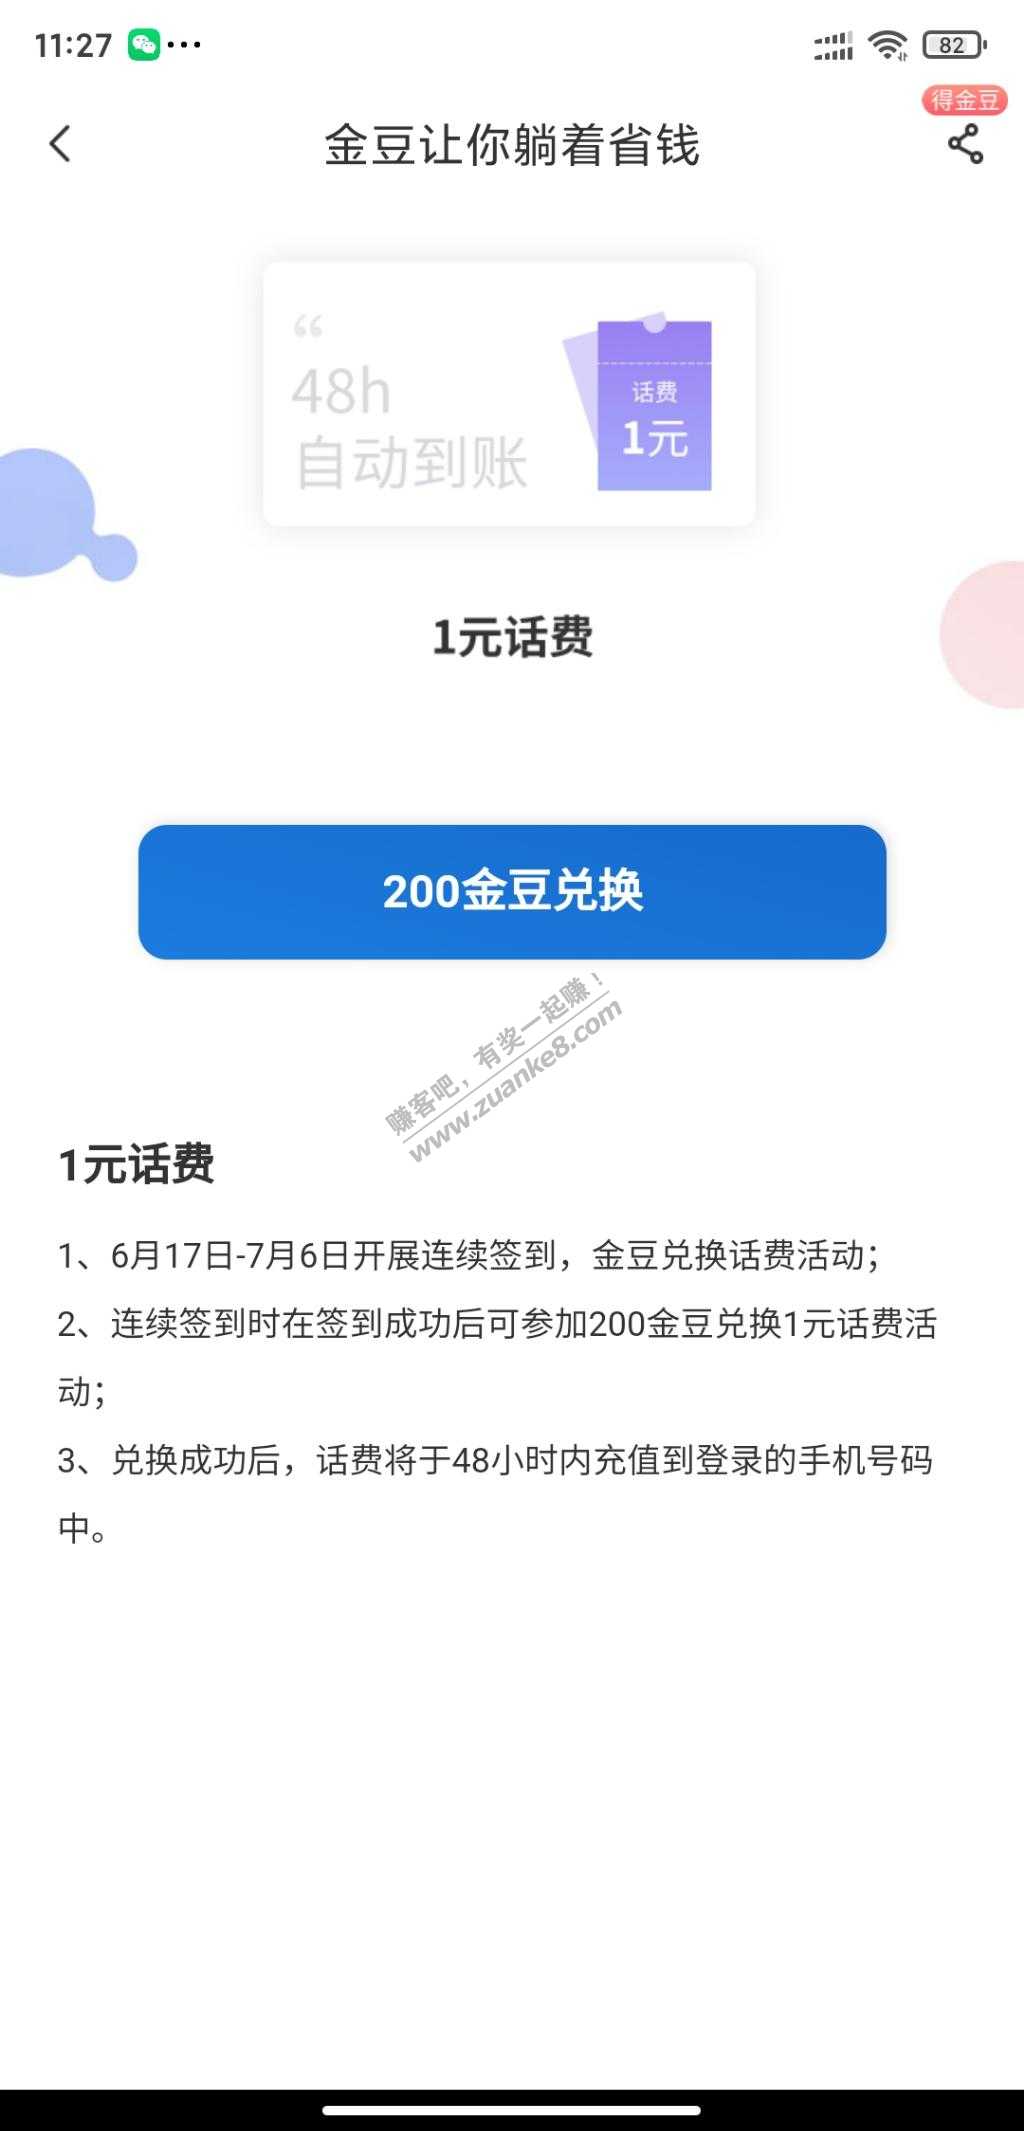 11:27
82
得金豆
金豆让你躺着省钱
“
48h
自动到账
话费
1元
1元话费
200金豆兑换
赚客吧，有奖一起赚！
www.zuanke8.com
1元话费
1、6月17日-7月6日开展连续签到，金豆兑换话费活动；
2、连续签到时在签到成功后可参加200金豆兑换1元话费活
动；
3、兑换成功后，话费将于48小时内充值到登录的手机号码
中。